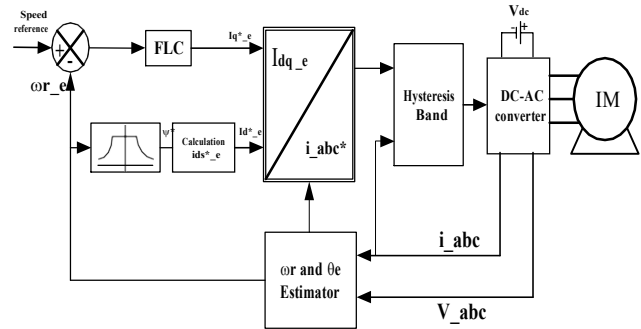 Speed
reference
+
-
ωr_e
FLC
Iq*_e
ψ*
Calculation
ids*_e
Id*_e
Idq_e
i_abc*
Hysteresis
Band
Vdc
- +
DC-AC
converter
IM
ωr and θe
Estimator
i_abc
V_abc